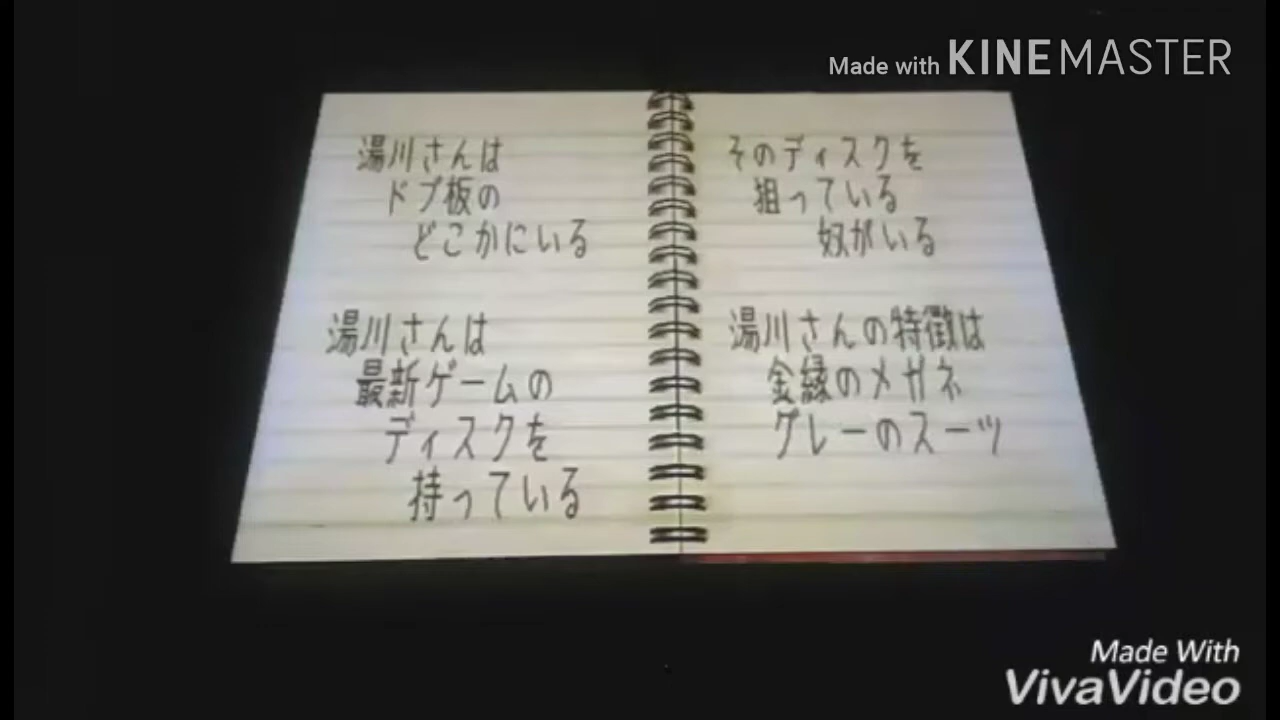 Made with KINEMASTER
湯川さんは
ドブ板の
どこかにいる
湯川さんは
最新ゲームの
ディスクを
持っている
そのディスクを
狙っている
奴がいる
湯川さんの特徴は
金縁のメガネ
グレーのスーツ
Made With
VivaVideo